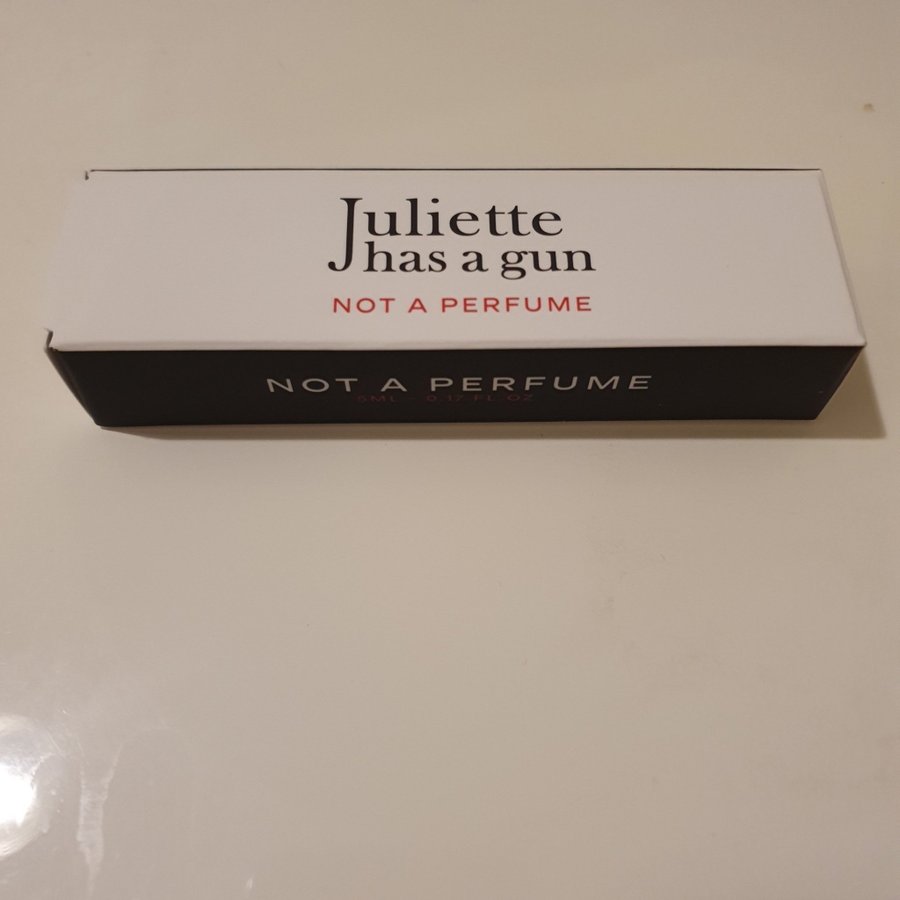 Juliette
has a gun
NOT A PERFUME
NOT A PERFUME
5ML - 0.17 FL. OZ